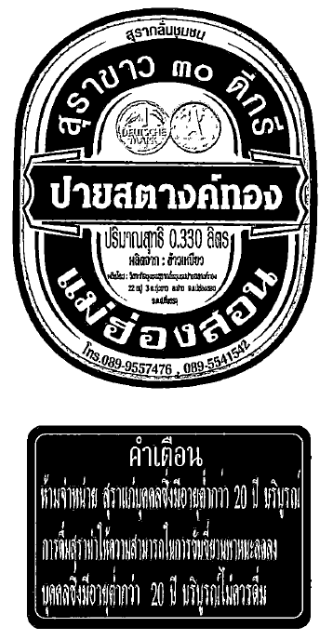 สุรากลั่นชุมชน
สุราขาว ๓๐ ดีกรี
DEUTSCHE
MARK
ปายสตางค์ทอง
ปริมาณสุทธิ 0.330 ลิตร
ผลิตจาก : ข้าวเหนียว
แม่ฮ่องสอน
โทร.089-9557476 , 089-5541542
คำเตือน
ห้ามจำหน่าย สุราแก่บุคคลซึ่งมีอายุต่ำกว่า 20 ปี บริบูรณ์
การดื่มสุราทำให้ความสามารถในการขับขี่ยานพาหนะลดลง
บุคคลซึ่งมีอายุต่ำกว่า 20 ปี บริบูรณ์ไม่ควรดื่ม